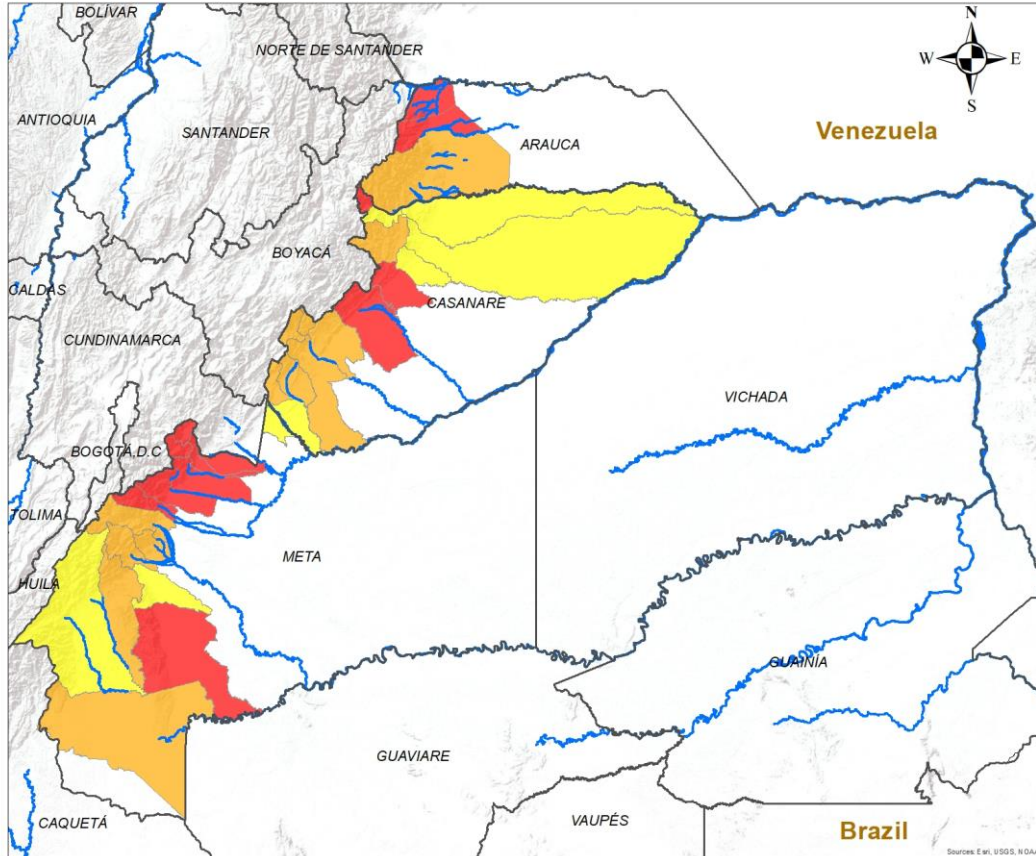 BOLÍVAR
NORTE DE SANTANDER
N
W
E
S
ANTIOQUIA
SANTANDER
ARAUCA
Venezuela
BOYACÁ
CALDAS
CASANARE
CUNDINAMARCA
VICHADA
BOGOTÁ, D.C
TOLIMA
META
HUILA
GUAINÍA
GUAVIARE
CAQUETÁ
VAUPÉS
Brazil
Sources: Esri, USGS, NOAA